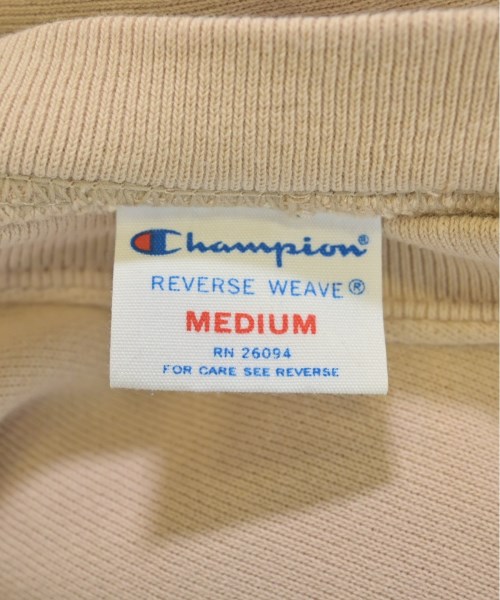 Champion®
REVERSE WEAVE®
MEDIUM
RN 26094
FOR CARE SEE REVERSE